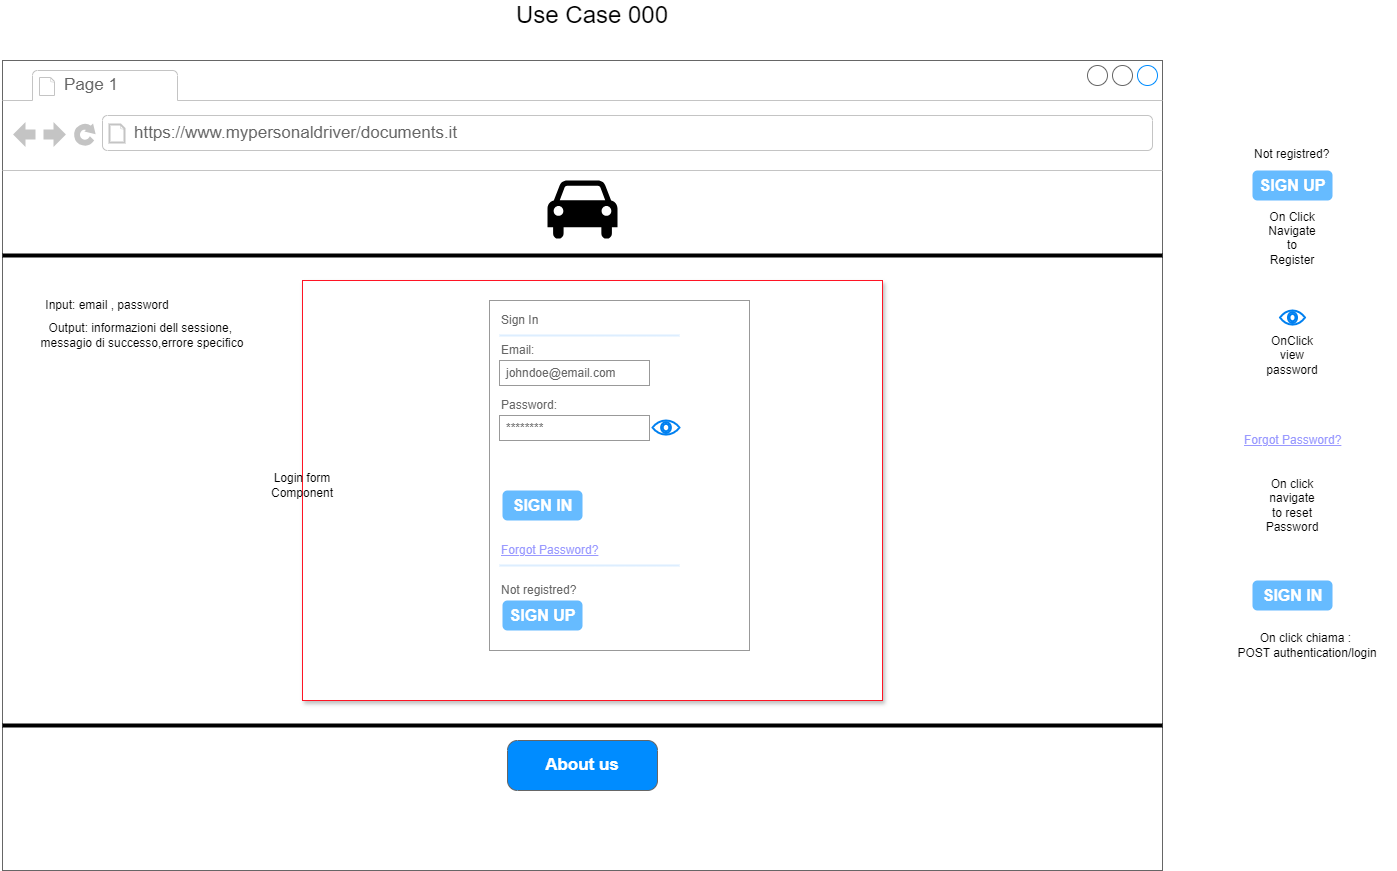 Use Case 000
Page 1
https://www.mypersonaldriver/documents.it
Input: email , password
Output: informazioni dell sessione,
messagio di successo,errore specifico
Login form
Component
Sign In
Email:
johndoe@email.com
Password:
********
SIGN IN
Forgot Password?
Not registred?
SIGN UP
About us
Not registred?
SIGN UP
On Click
Navigate
to
Register
OnClick
view
password
Forgot Password?
On click
navigate
to reset
Password
SIGN IN
On click chiama :
POST authentication/login